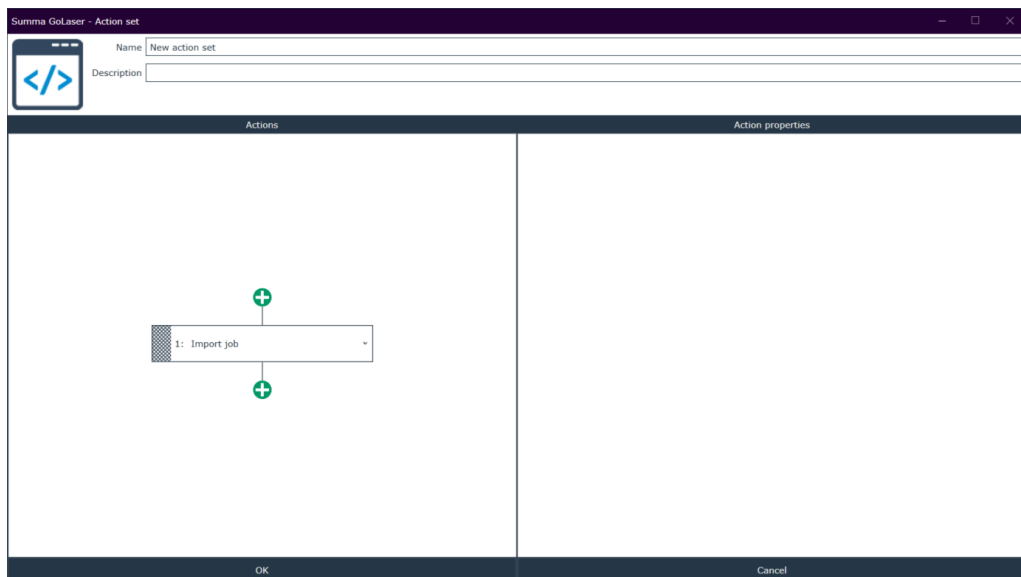 Summa GoLaser - Action set
Name New action set
Description
Actions Action properties
1: Import job
OK Cancel